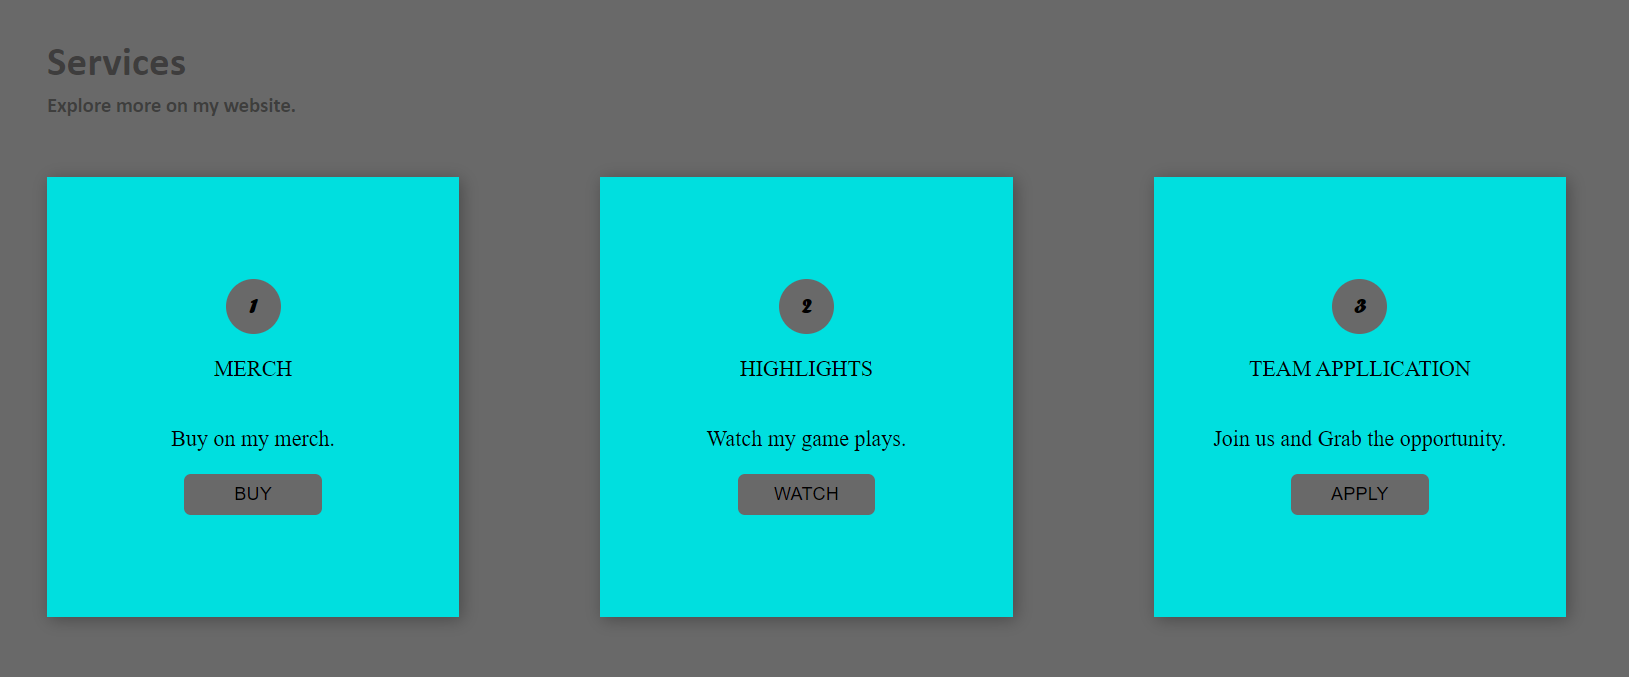 Services
Explore more on my website.
1
MERCH
Buy on my merch.
BUY
2
HIGHLIGHTS
Watch my game plays.
WATCH
3
TEAM APPLLICATION
Join us and Grab the opportunity.
APPLY